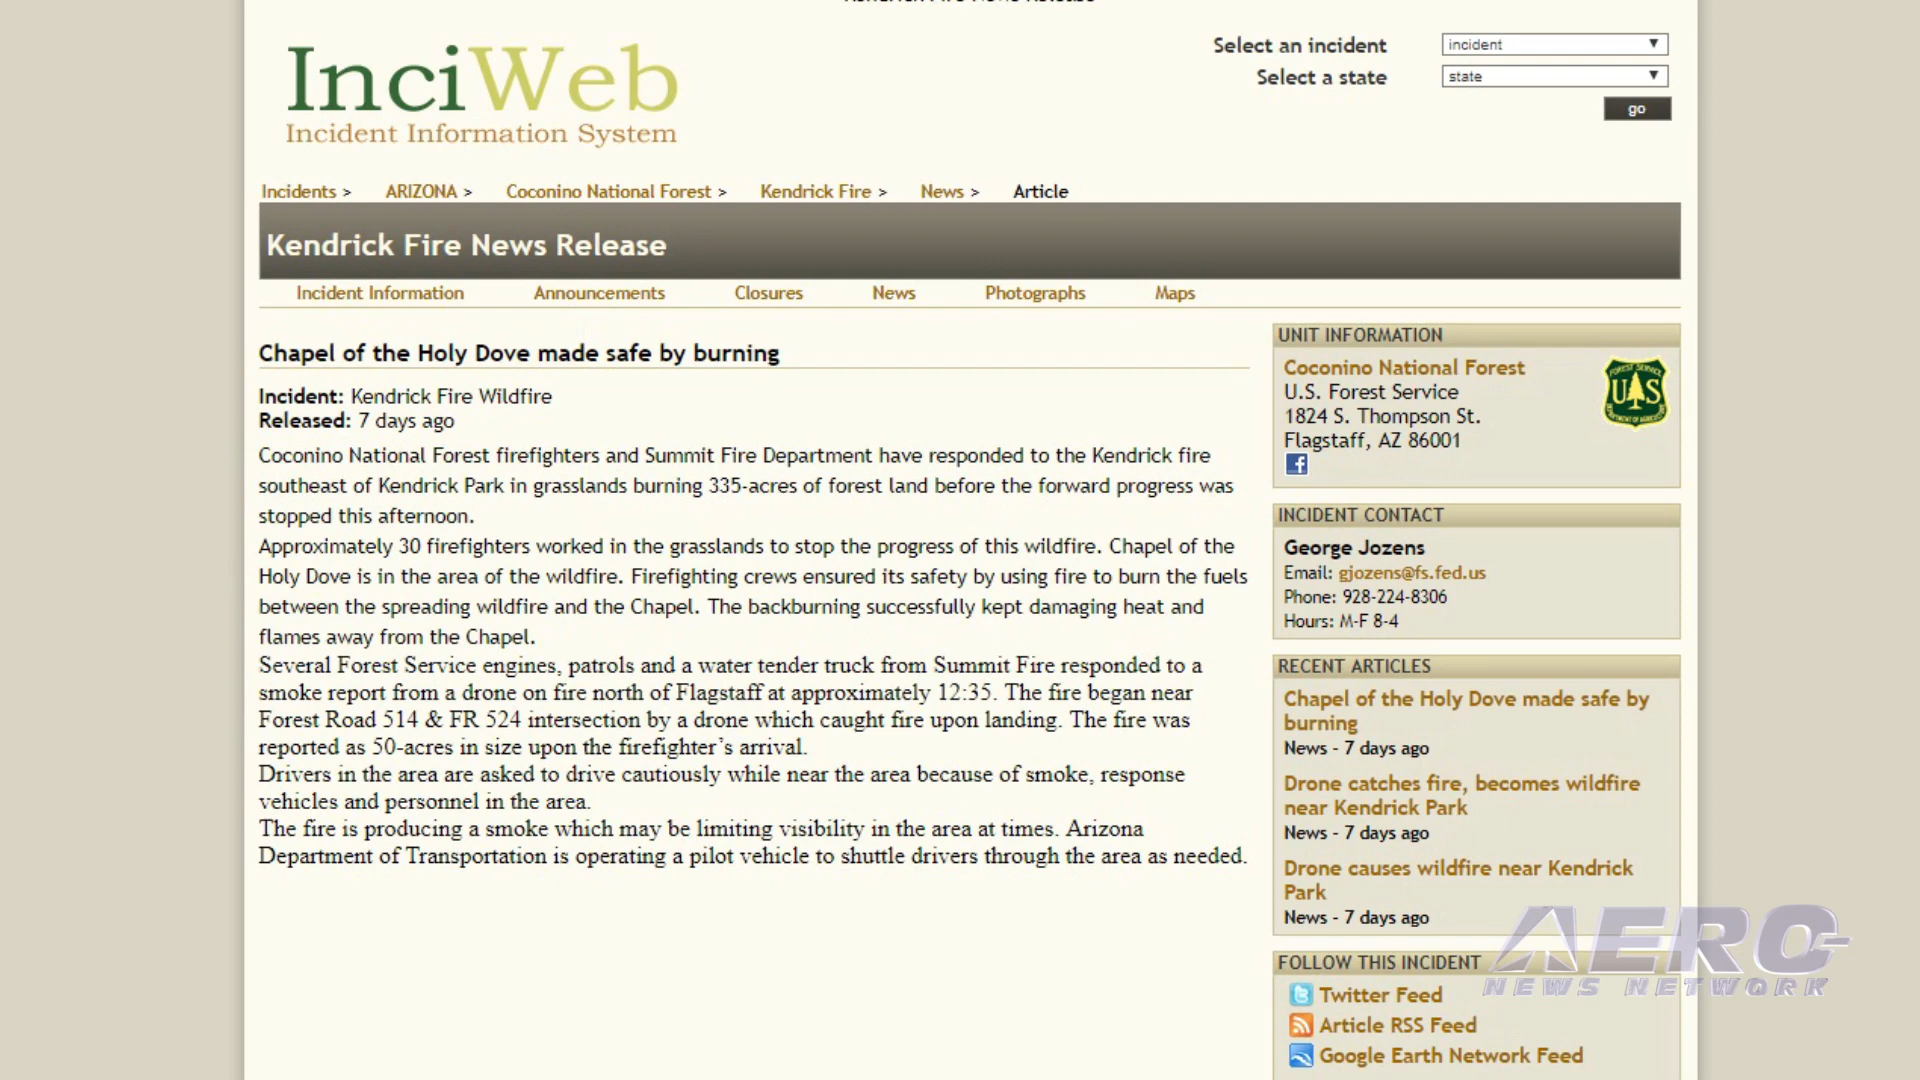 InciWeb
Incident Information System
Select an incident
incident
Select a state
state
go
Incidents > ARIZONA > Coconino National Forest > Kendrick Fire > News > Article
Kendrick Fire News Release
Incident Information Announcements Closures News Photographs Maps
Chapel of the Holy Dove made safe by burning
Incident: Kendrick Fire Wildfire
Released: 7 days ago
Coconino National Forest firefighters and Summit Fire Department have responded to the Kendrick fire
southeast of Kendrick Park in grasslands burning 335-acres of forest land before the forward progress was
stopped this afternoon.
Approximately 30 firefighters worked in the grasslands to stop the progress of this wildfire. Chapel of the
Holy Dove is in the area of the wildfire. Firefighting crews ensured its safety by using fire to burn the fuels
between the spreading wildfire and the Chapel. The backburning successfully kept damaging heat and
flames away from the Chapel.
Several Forest Service engines, patrols and a water tender truck from Summit Fire responded to a
smoke report from a drone on fire north of Flagstaff at approximately 12:35. The fire began near
Forest Road 514 & FR 524 intersection by a drone which caught fire upon landing. The fire was
reported as 50-acres in size upon the firefighter’s arrival.
Drivers in the area are asked to drive cautiously while near the area because of smoke, response
vehicles and personnel in the area.
The fire is producing a smoke which may be limiting visibility in the area at times. Arizona
Department of Transportation is operating a pilot vehicle to shuttle drivers through the area as needed.
UNIT INFORMATION
Coconino National Forest
U.S. Forest Service
1824 S. Thompson St.
Flagstaff, AZ 86001
FOREST SERVICE
US
DEPARTMENT OF AGRICULTURE
INCIDENT CONTACT
George Jozens
Email: gjozens@fs.fed.us
Phone: 928-224-8306
Hours: M-F 8-4
RECENT ARTICLES
Chapel of the Holy Dove made safe by
burning
News - 7 days ago
Drone catches fire, becomes wildfire
near Kendrick Park
News - 7 days ago
Drone causes wildfire near Kendrick
Park
News - 7 days ago
FOLLOW THIS INCIDENT
Twitter Feed
Article RSS Feed
Google Earth Network Feed
AERO-
NEWS NETWORK